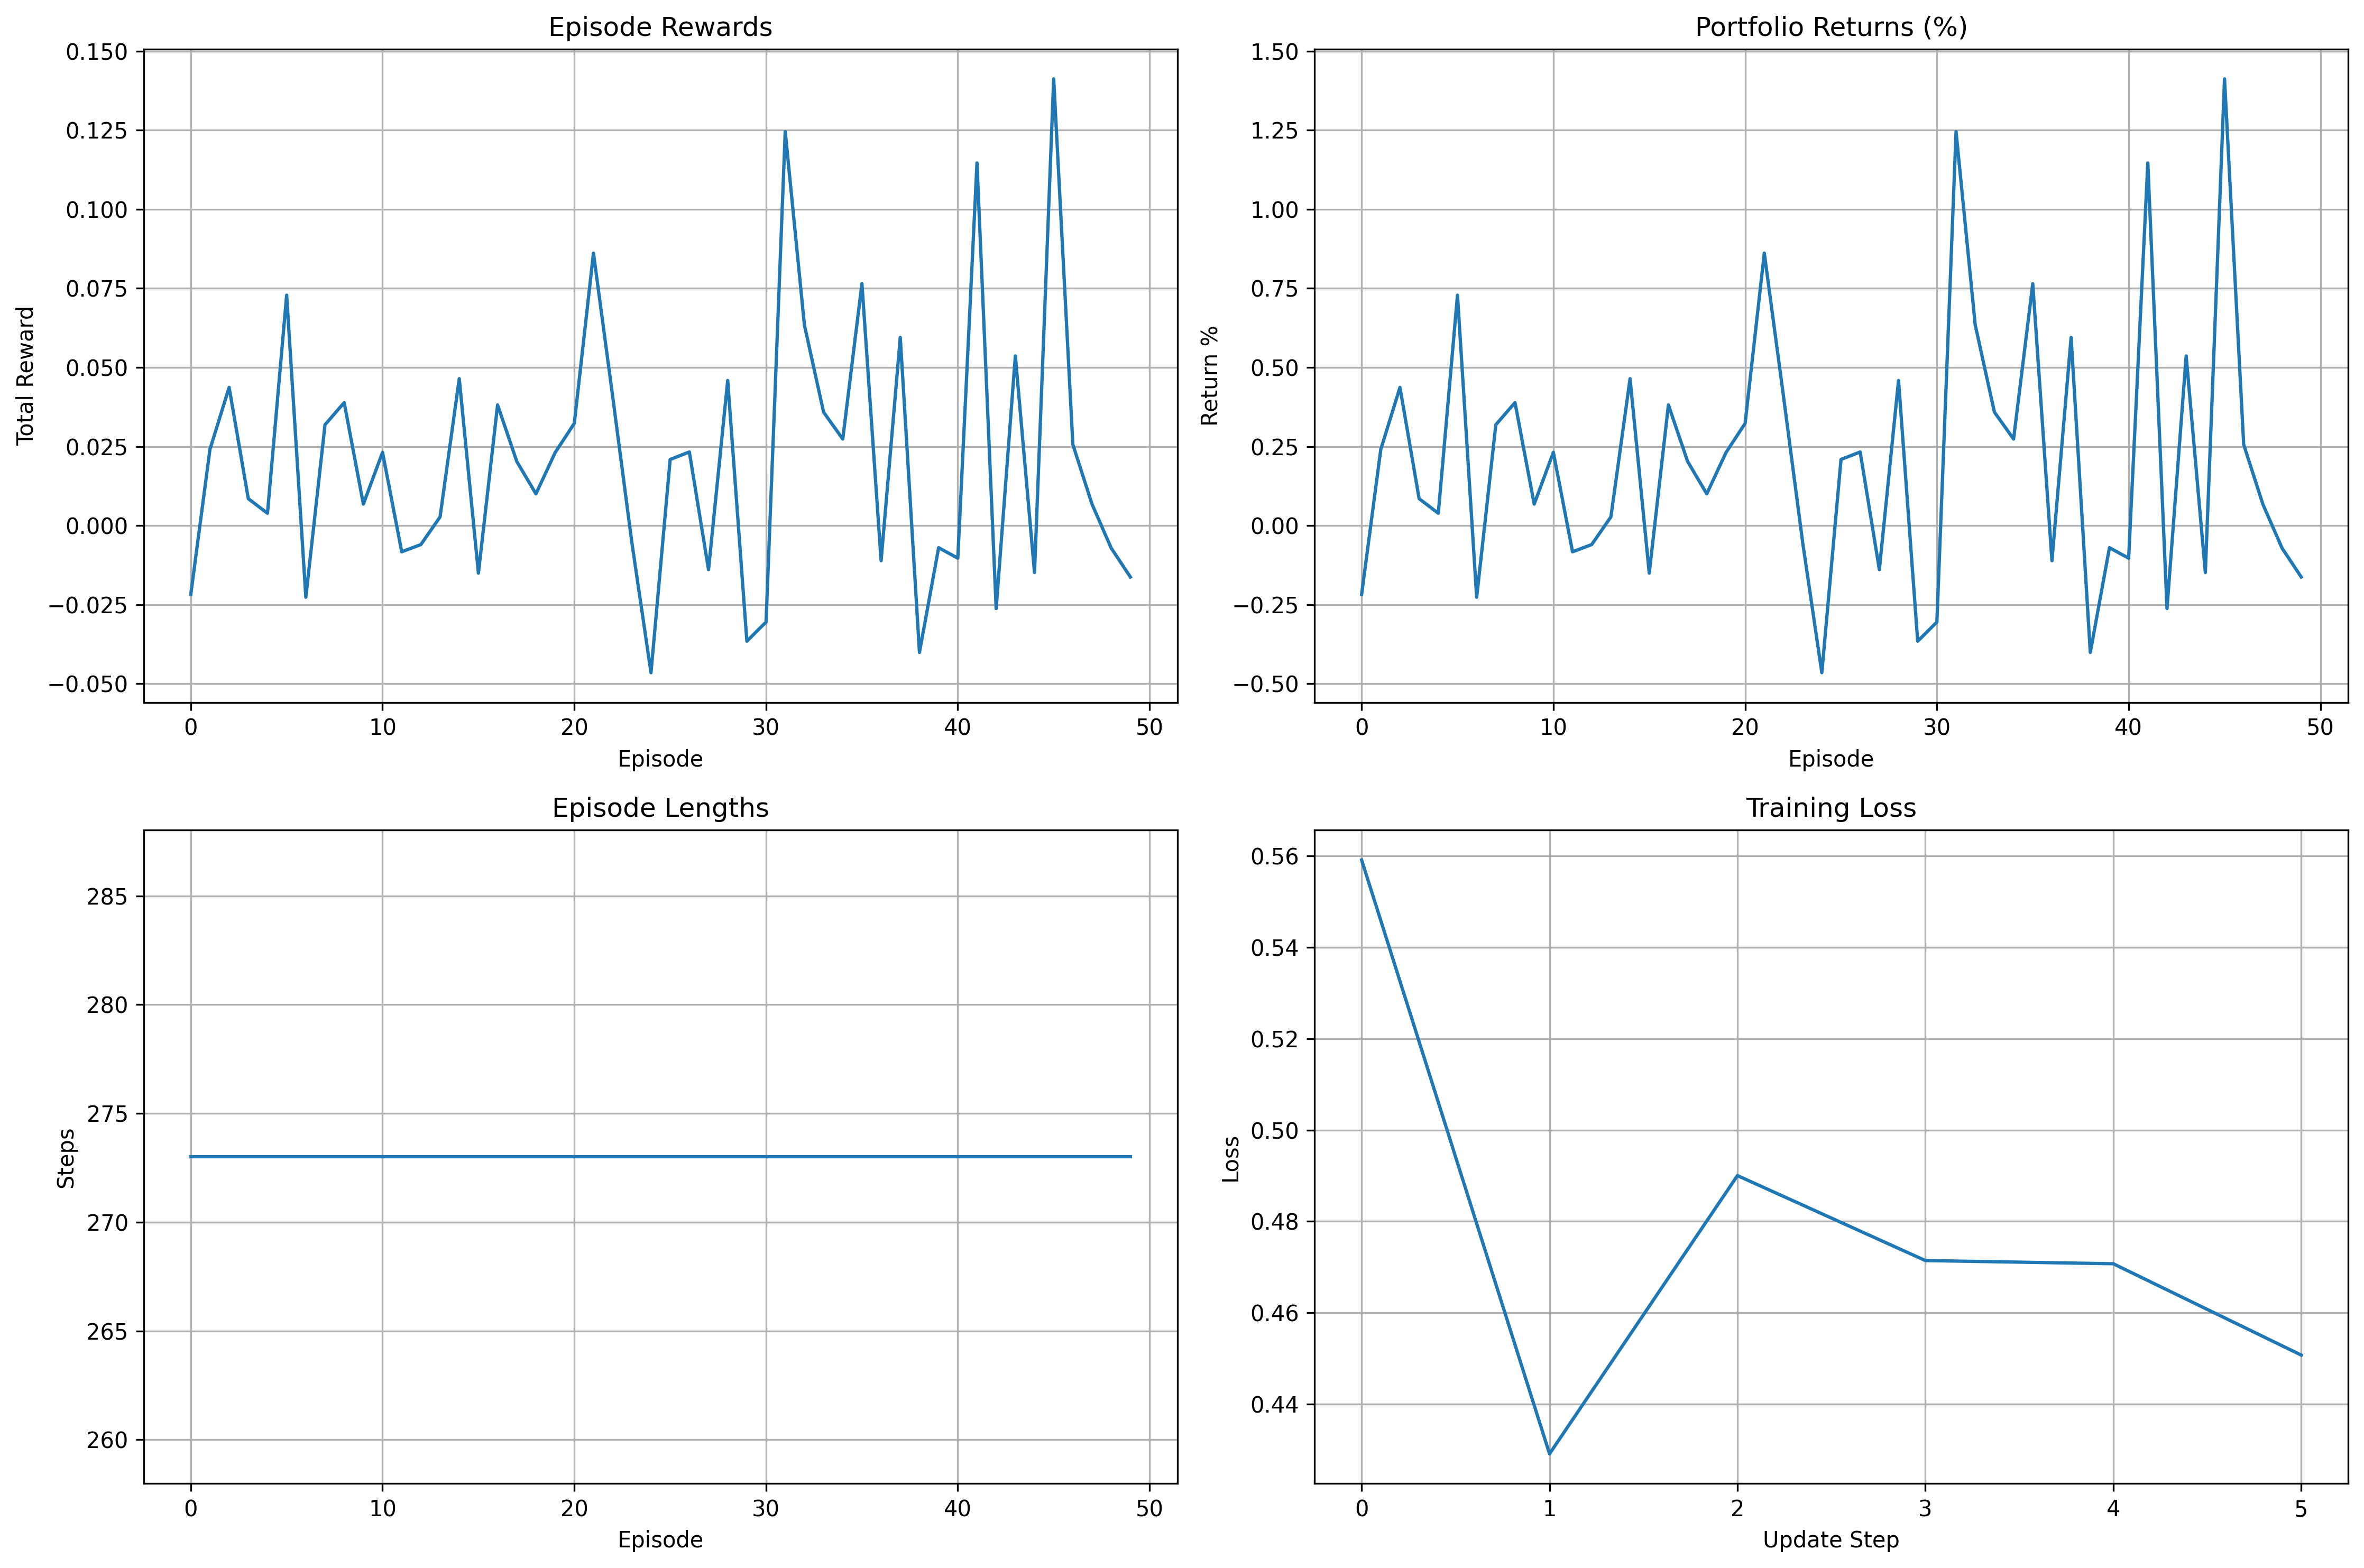 Episode Rewards
Total Reward
0.150
0.125
0.100
0.075
0.050
0.025
0.000
−0.025
−0.050
0 10 20 30 40 50
Episode
Portfolio Returns (%)
Return %
1.50
1.25
1.00
0.75
0.50
0.25
0.00
−0.25
−0.50
0 10 20 30 40 50
Episode
Episode Lengths
Steps
285
280
275
270
265
260
0 10 20 30 40 50
Episode
Training Loss
Loss
0.56
0.54
0.52
0.50
0.48
0.46
0.44
0 1 2 3 4 5
Update Step